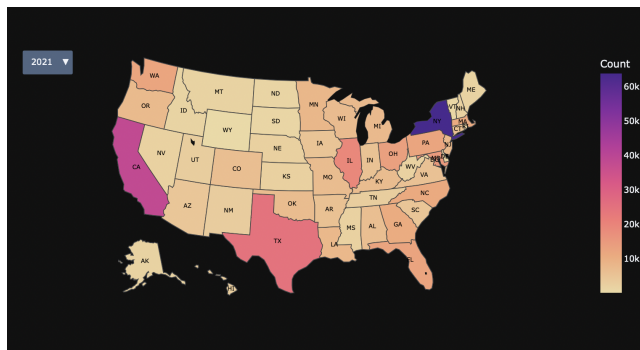 2021 ▼
Count
60k
50k
40k
30k
20k
10k
WA
MT
ND
ME
OR
ID
MN
VT
NH
SD
WI
NY
MA
WY
MI
CT
IA
PA
NE
OH
NJ
NV
UT
IL
IN
CA
CO
KS
MO
WV
VA
KY
OK
TN
NC
AZ
NM
AR
SC
MS
AL
GA
TX
LA
FL
AK
HI